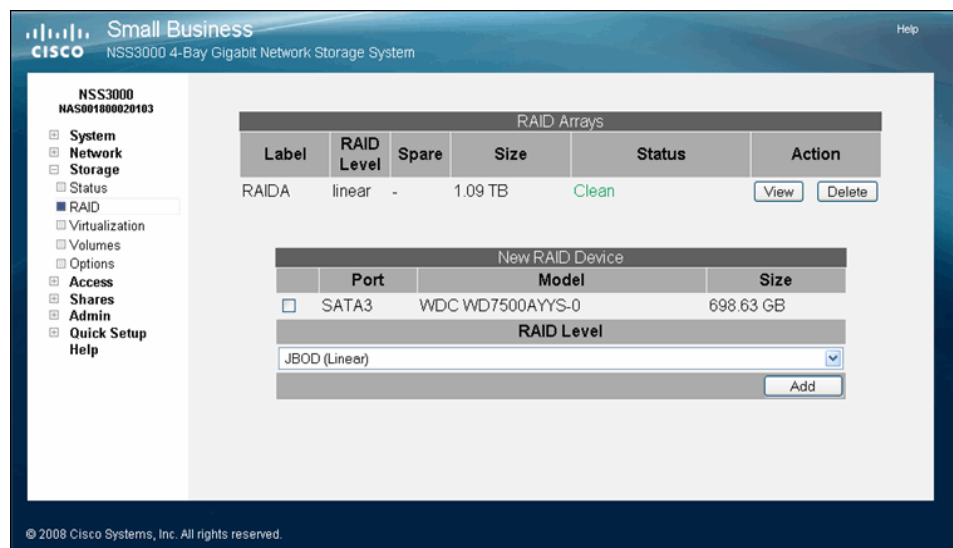 Small Business
CISCO NSS3000 4-Bay Gigabit Network Storage System
Help
NSS3000
NAS001800020103
System
Network
Storage
Status
RAID
Virtualization
Volumes
Options
Access
Shares
Admin
Quick Setup
Help
RAID Arrays
Label RAID Level Spare Size Status Action
RAIDA linear - 1.09 TB Clean View Delete
New RAID Device
Port Model Size
SATA3 WDC WD7500AYYS-0 698.63 GB
RAID Level
JBOD (Linear)
Add
© 2008 Cisco Systems, Inc. All rights reserved.